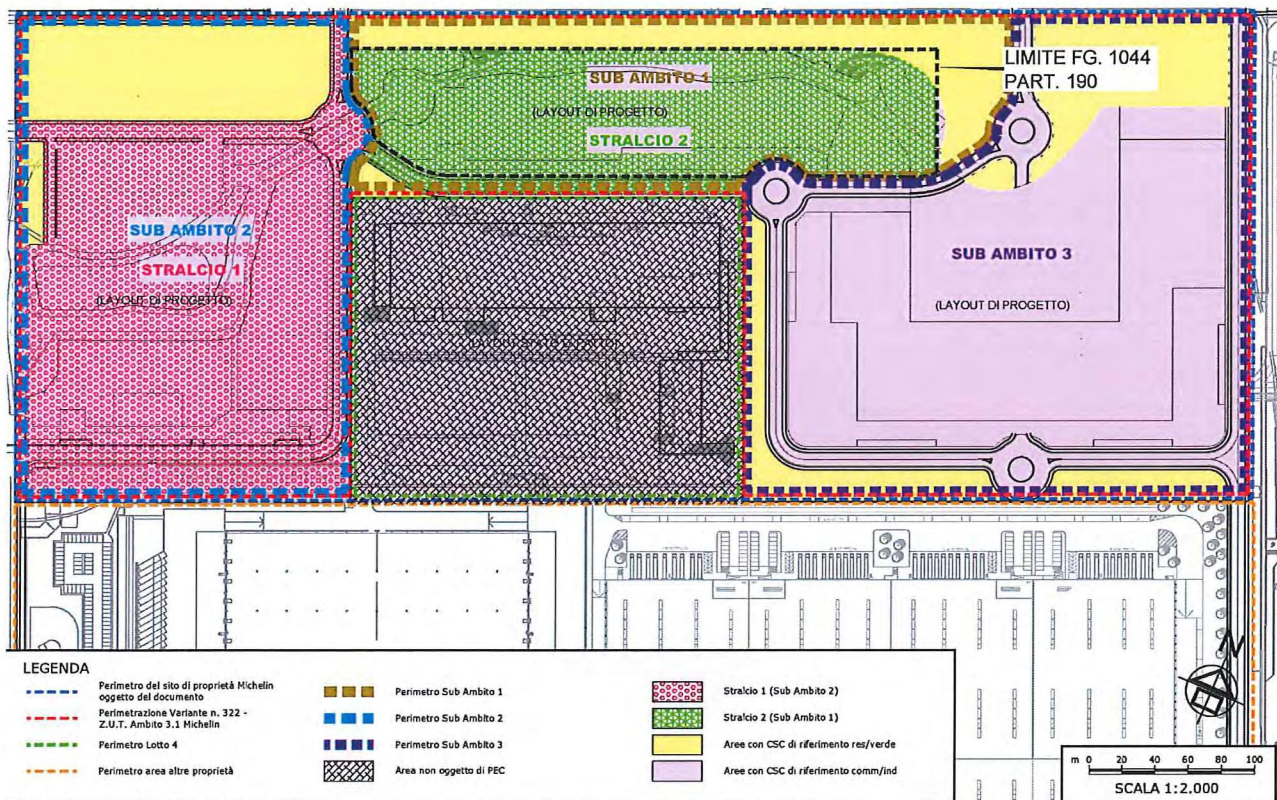 LIMITE FG. 1044
PART. 190
SUB AMBITO 1
(LAYOUT DI PROGETTO)
STRALCIO 2
SUB AMBITO 2
STRALCIO 1
(LAYOUT DI PROGETTO)
SUB AMBITO 3
(LAYOUT DI PROGETTO)
(LAYOUT STATO DI FATTO)
LEGENDA
Perimetro del sito di proprietà Michelin
oggetto del documento
Perimetrazione Variante n. 322 -
Z.U.T. Ambito 3.1 Michelin
Perimetro Lotto 4
Perimetro area altre proprietà
Perimetro Sub Ambito 1
Perimetro Sub Ambito 2
Perimetro Sub Ambito 3
Area non oggetto di PEC
Stralcio 1 (Sub Ambito 2)
Stralcio 2 (Sub Ambito 1)
Aree con CSC di riferimento res/verde
Aree con CSC di riferimento comm/ind
N
m 0 20 40 60 80 100
SCALA 1:2.000